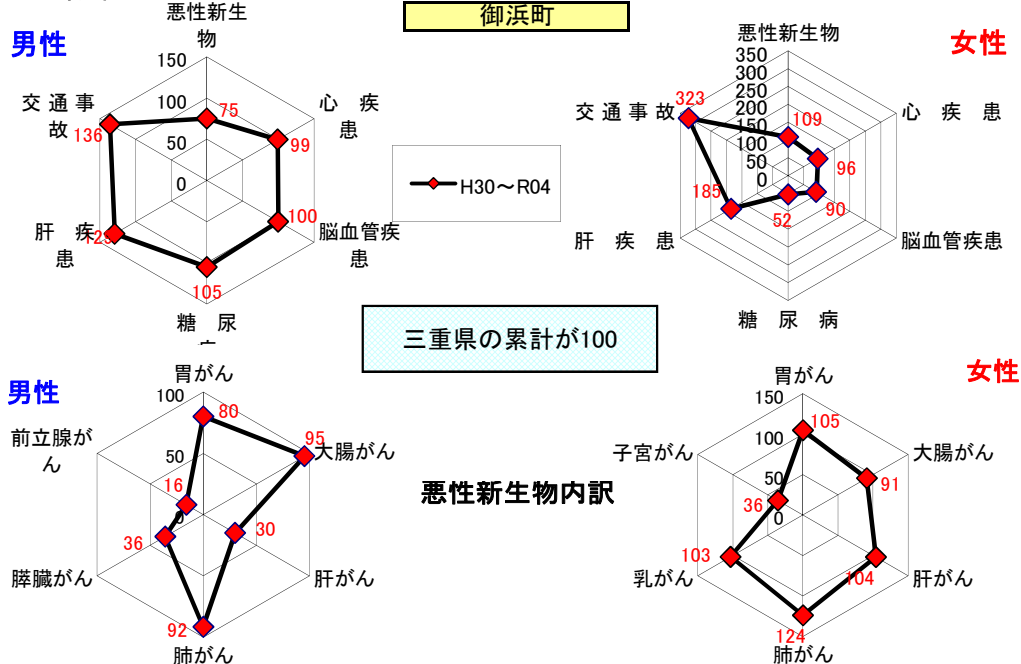 御浜町
男性
悪性新生
物
150
100
50
0
75
心 疾
患
99
100
脳血管疾
患
105
糖 尿
肝 疾
患
交 通 事
故
136
H30～R04
女性
悪性新生物
350
300
250
200
150
100
50
0
109
心 疾 患
96
90
脳血管疾患
52
糖 尿 病
185
肝 疾 患
交 通 事 故
323
三重県の累計が100
男性
胃がん
100
50
0
80
95
大腸がん
30
肝がん
92
肺がん
36
膵臓がん
16
前立腺が
ん
悪性新生物内訳
女性
胃がん
150
100
50
0
105
大腸がん
91
104
肝がん
124
肺がん
103
乳がん
36
子宮がん